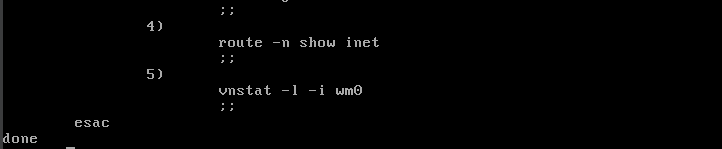 ;;
4)
route -n show inet
;;
5)
vnstat -l -i wm0
;;
esac
done